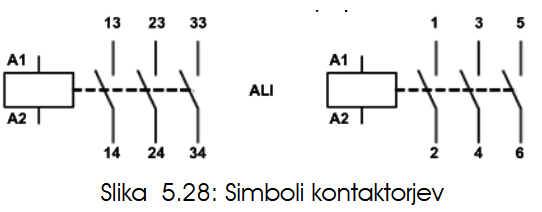 13 23 33 1 3 5
A1 A1
ALI
A2 A2
14 24 34 2 4 6
Slika 5.28: Simboli kontaktorjev